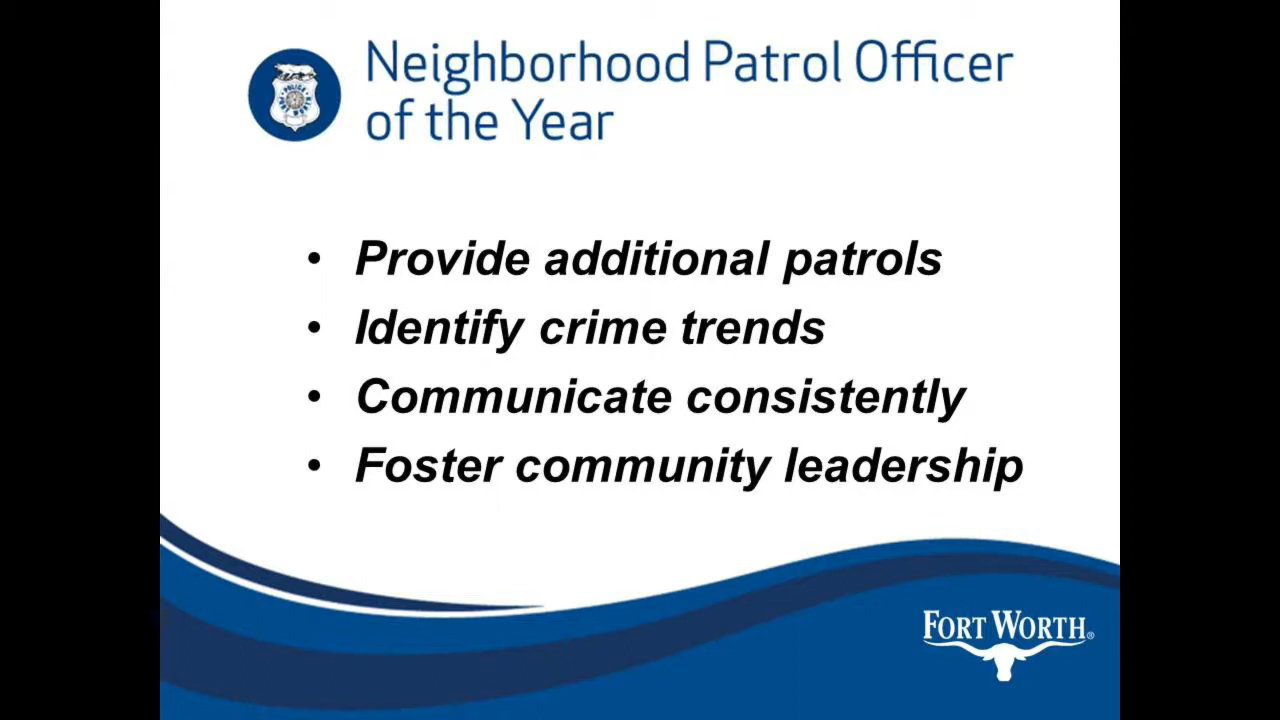 Neighborhood Patrol Officer
of the Year
• Provide additional patrols
• Identify crime trends
• Communicate consistently
• Foster community leadership
FORT WORTH®